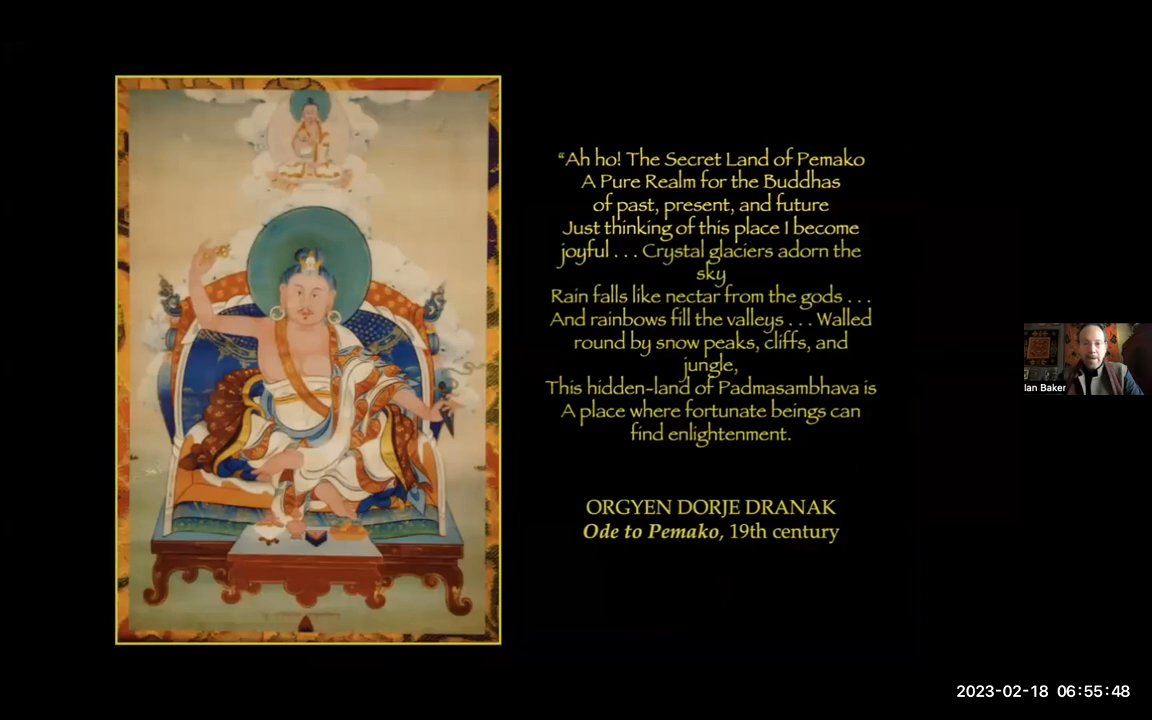 “Ah ho! The Secret Land of Pemako
A Pure Realm for the Buddhas
of past, present, and future
Just thinking of this place I become
joyful . . . Crystal glaciers adorn the
sky
Rain falls like nectar from the gods . . .
And rainbows fill the valleys . . . Walled
round by snow peaks, cliffs, and
jungle,
This hidden-land of Padmasambhava is
A place where fortunate beings can
find enlightenment.
ORGYEN DORJE DRANAK
Ode to Pemako, 19th century
Ian Baker
2023-02-18 06:55:48